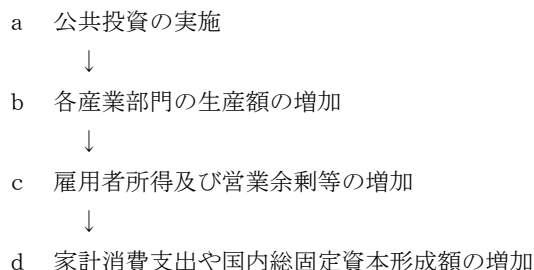 a 公共投資の実施
↓
b 各産業部門の生産額の増加
↓
c 雇用者所得及び営業余剰等の増加
↓
d 家計消費支出や国内総固定資本形成額の増加